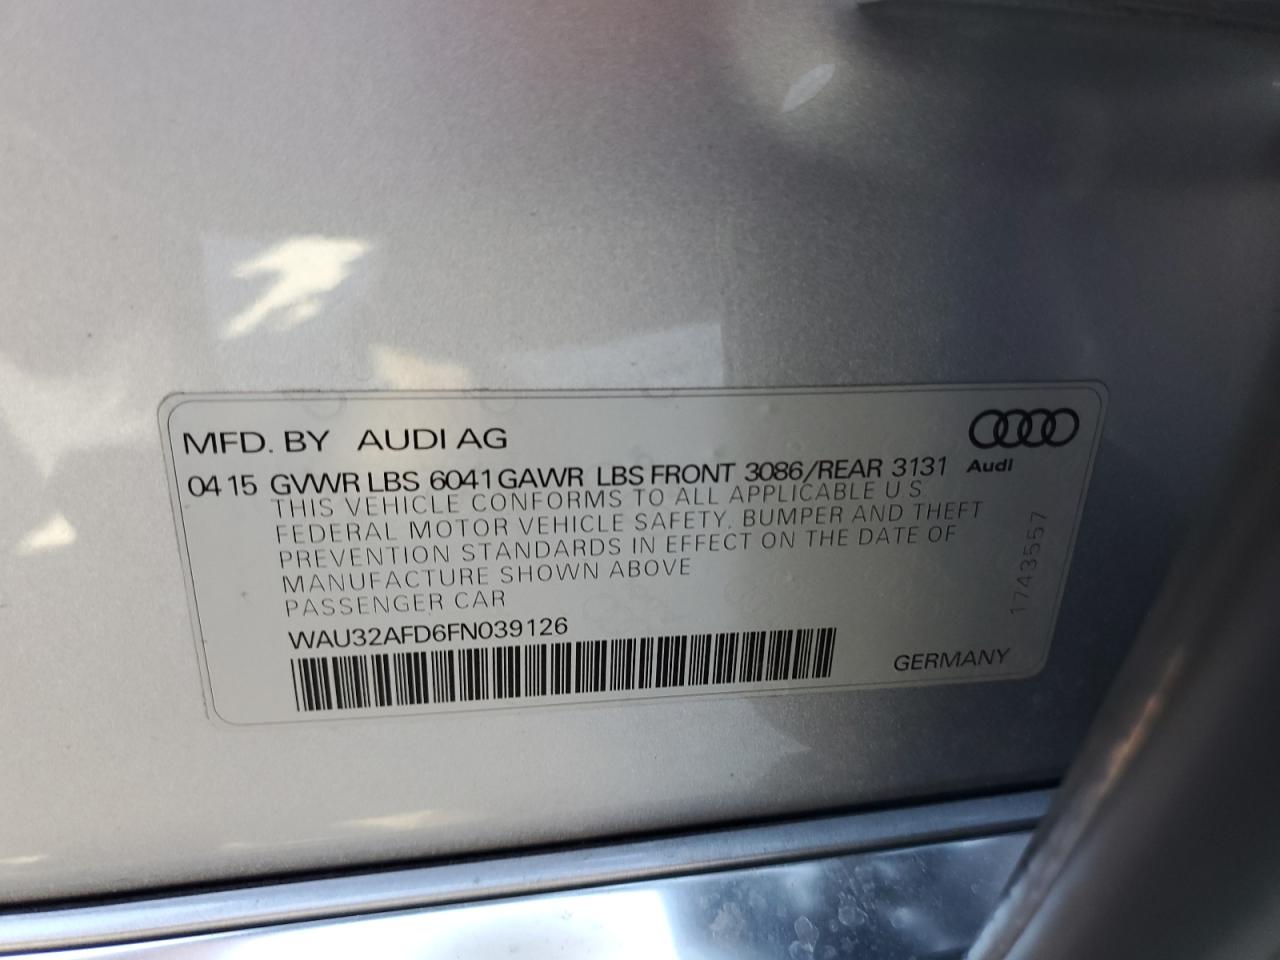 MFD. BY AUDI AG
04 15 GVWR LBS 6041 GAWR LBS FRONT 3086/REAR 3131
Audi
THIS VEHICLE CONFORMS TO ALL APPLICABLE U.S
FEDERAL MOTOR VEHICLE SAFETY, BUMPER AND THEFT
PREVENTION STANDARDS IN EFFECT ON THE DATE OF
MANUFACTURE SHOWN ABOVE
PASSENGER CAR
WAU32AFD6FN039126
GERMANY
1743557